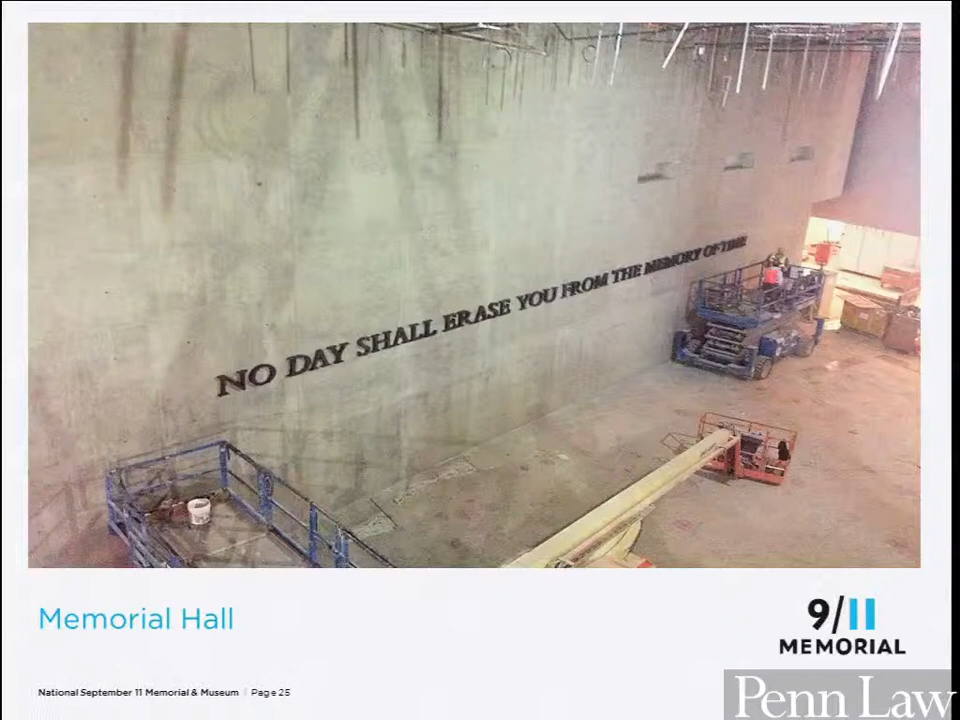 NO DAY SHALL ERASE YOU FROM THE MEMORY OF TIME
Memorial Hall
9/11
MEMORIAL
National September 11 Memorial & Museum | Page 25
Penn Law